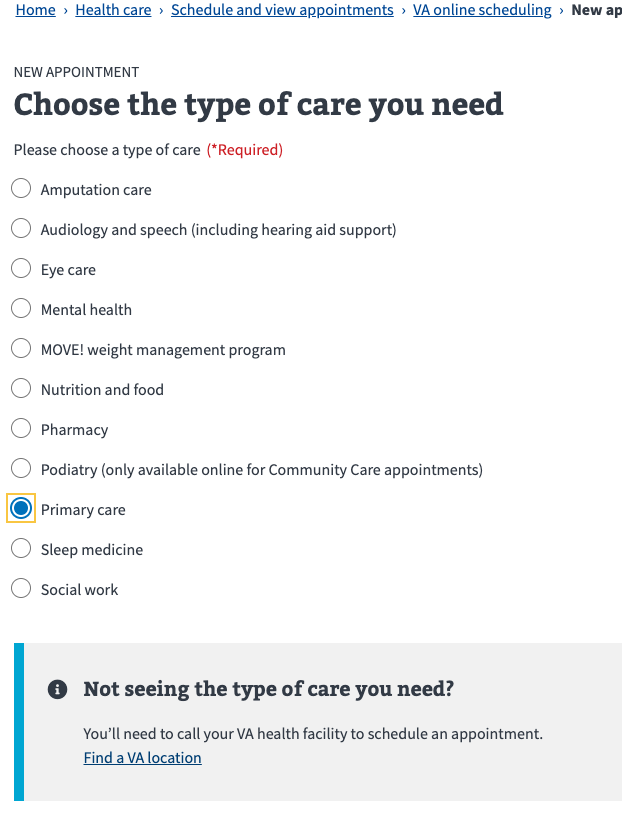 Home › Health care › Schedule and view appointments › VA online scheduling › New ap
NEW APPOINTMENT
Choose the type of care you need
Please choose a type of care (*Required)
Amputation care
Audiology and speech (including hearing aid support)
Eye care
Mental health
MOVE! weight management program
Nutrition and food
Pharmacy
Podiatry (only available online for Community Care appointments)
Primary care
Sleep medicine
Social work
Not seeing the type of care you need?
You’ll need to call your VA health facility to schedule an appointment.
Find a VA location